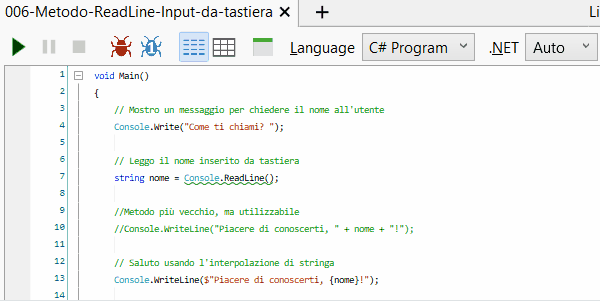 006-Metodo-ReadLine-Input-da-tastiera ✕ +
Language C# Program .NET Auto
1 void Main()
2 {
3 // Mostro un messaggio per chiedere il nome all'utente
4 Console.Write("Come ti chiami? ");
5
6 // Leggo il nome inserito da tastiera
7 string nome = Console.ReadLine();
8
9 //Metodo più vecchio, ma utilizzabile
10 //Console.WriteLine("Piacere di conoscerti, " + nome + "!");
11
12 // Saluto usando l'interpolazione di stringa
13 Console.WriteLine($"Piacere di conoscerti, {nome}!");
14